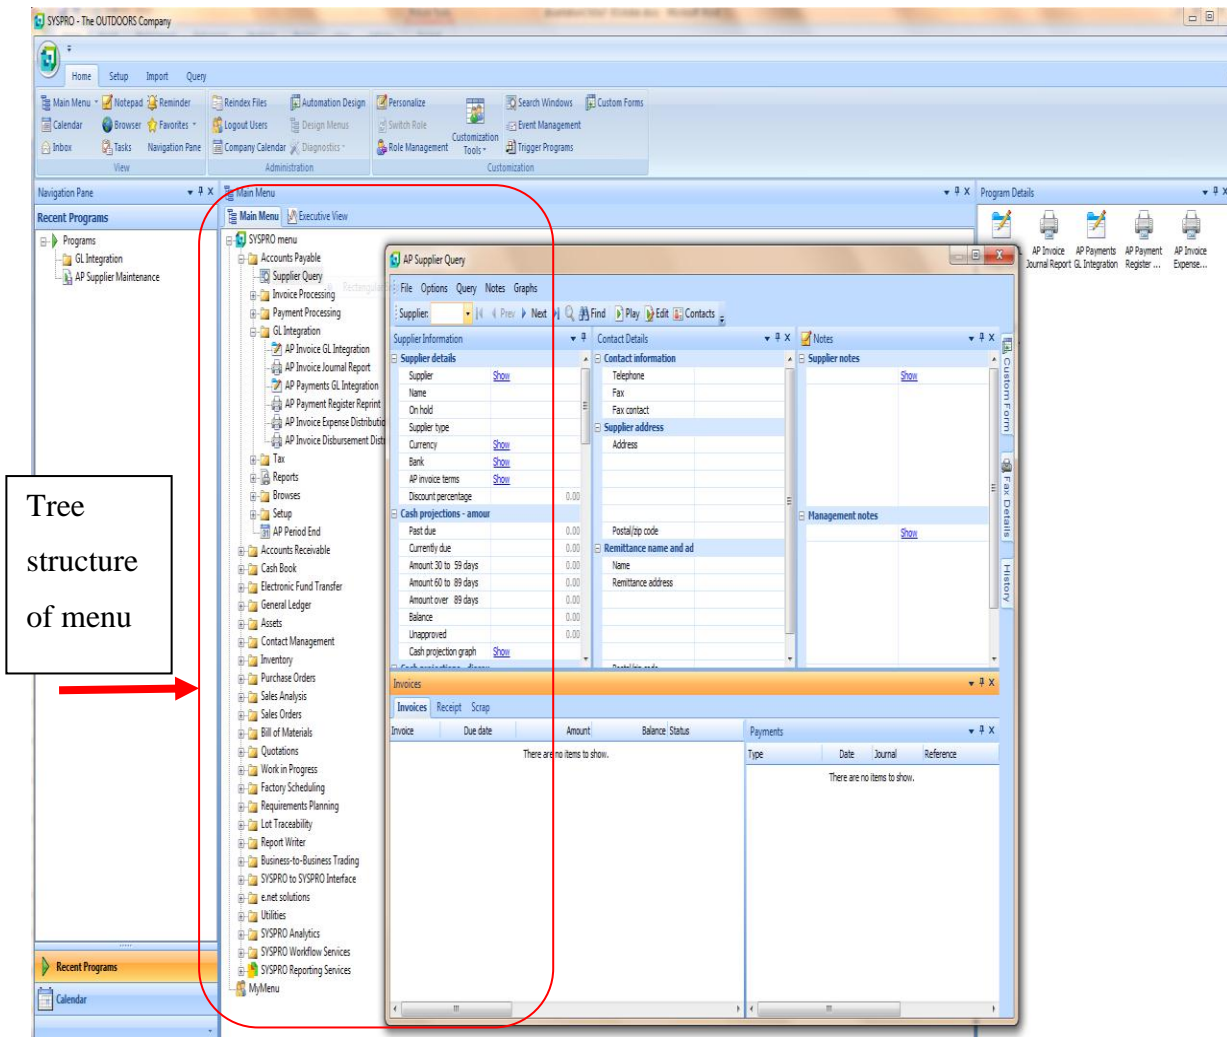 SYSPRO - The OUTDOORS Company
Home Setup Import Query
Main Menu Notepad Reminder Reindex Files Automation Design Personalize Search Windows Custom Forms
Calendar Browser Favorites Logout Users Design Menus Switch Role Customization Event Management
Inbox Tasks Navigation Pane Company Calendar Diagnostics Role Management Tools Trigger Programs
View Administration Customization
Navigation Pane
Recent Programs
Programs
GL Integration
AP Supplier Maintenance
Main Menu
Main Menu Executive View
SYSPRO menu
Accounts Payable
Supplier Query
Invoice Processing
Payment Processing
GL Integration
AP Invoice GL Integration
AP Invoice Journal Report
AP Payments GL Integration
AP Payment Register Reprint
AP Invoice Expense Distributio
AP Invoice Disbursement Dist
Tax
Reports
Browses
Setup
AP Period End
Accounts Receivable
Cash Book
Electronic Fund Transfer
General Ledger
Assets
Contact Management
Inventory
Purchase Orders
Sales Analysis
Sales Orders
Bill of Materials
Quotations
Work in Progress
Factory Scheduling
Requirements Planning
Lot Traceability
Report Writer
Business-to-Business Trading
SYSPRO to SYSPRO Interface
e.net solutions
Utilities
SYSPRO Analytics
SYSPRO Workflow Services
SYSPRO Reporting Services
MyMenu
Tree
structure
of menu
Recent Programs
Calendar
AP Supplier Query
File Options Query Notes Graphs
Supplier: Prev Next Find Play Edit Contacts
Supplier Information
Supplier details
Supplier Show
Name
On hold
Supplier type
Currency Show
Bank Show
AP invoice terms Show
Discount percentage 0.00
Cash projections - amour
Past due 0.00
Currently due 0.00
Amount 30 to 59 days 0.00
Amount 60 to 89 days 0.00
Amount over 89 days 0.00
Balance 0.00
Unapproved 0.00
Cash projection graph Show
Contact Details
Contact information
Telephone
Fax
Fax contact
Supplier address
Address
Postal/zip code
Remittance name and ad
Name
Remittance address
Notes
Supplier notes
Show
Management notes
Show
Custom Form
Fax Details
History
Invoices
Invoices Receipt Scrap
Invoice Due date Amount Balance Status
There are no items to show.
Payments
Type Date Journal Reference
There are no items to show.
Program Details
AP Invoice AP Payments AP Payment AP Invoice
Journal Report GL Integration Register ... Expense...